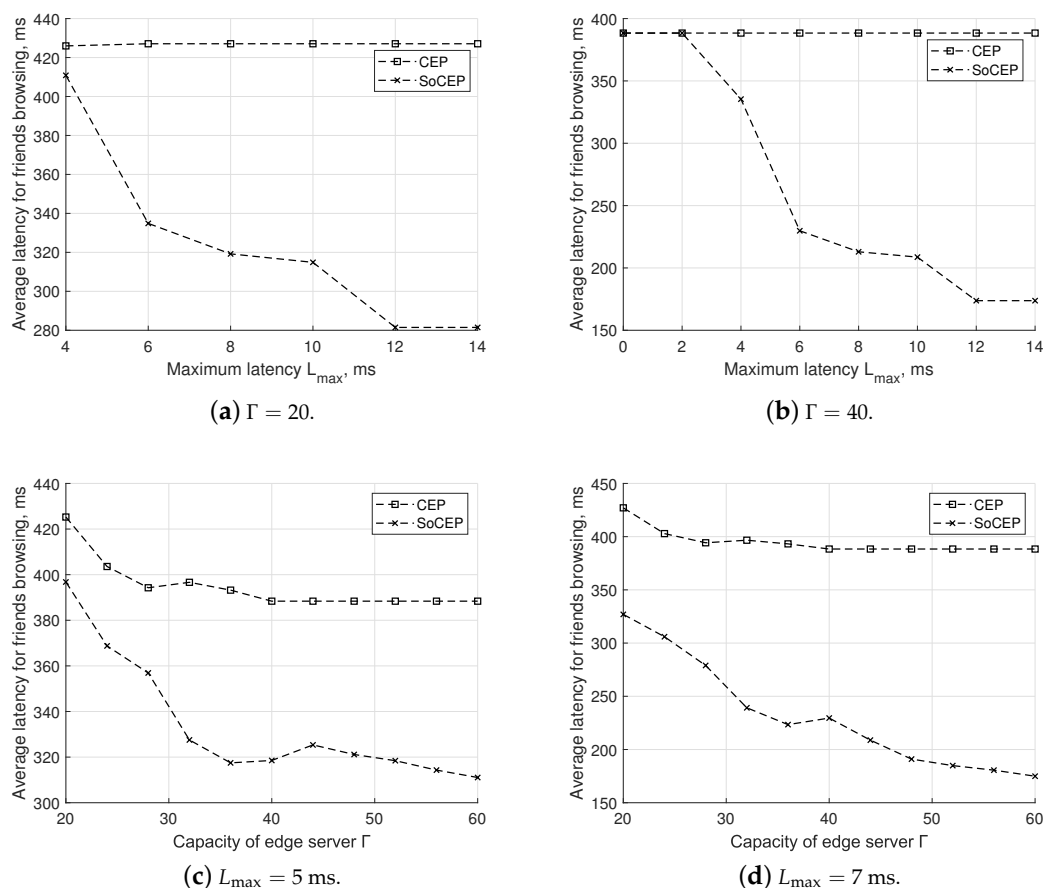 440
420
400
380
360
340
320
300
280
Average latency for friends browsing, ms
CEP
SoCEP
4 6 8 10 12 14
Maximum latency L_max, ms
(a) Γ = 20.
400
350
300
250
200
150
Average latency for friends browsing, ms
CEP
SoCEP
0 2 4 6 8 10 12 14
Maximum latency L_max, ms
(b) Γ = 40.
440
420
400
380
360
340
320
300
Average latency for friends browsing, ms
CEP
SoCEP
20 30 40 50 60
Capacity of edge server Γ
(c) L_max = 5 ms.
450
400
350
300
250
200
150
Average latency for friends browsing, ms
CEP
SoCEP
20 30 40 50 60
Capacity of edge server Γ
(d) L_max = 7 ms.